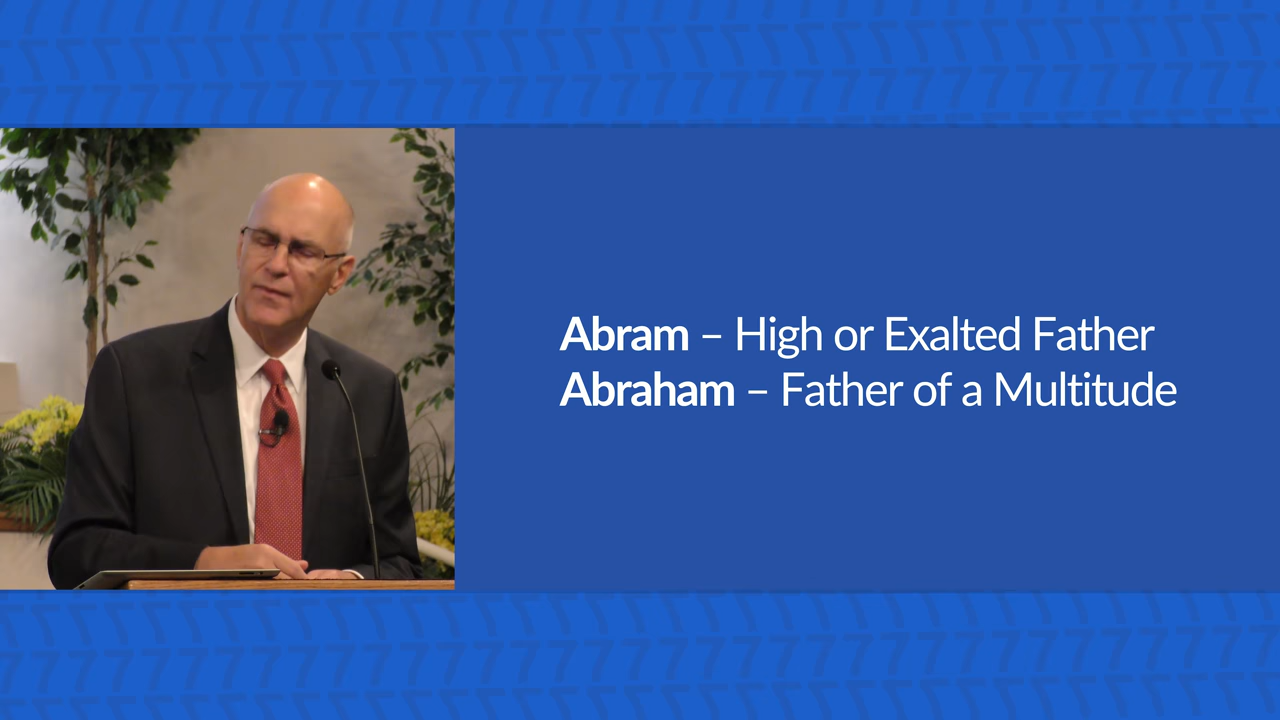 Abram – High or Exalted Father
Abraham – Father of a Multitude